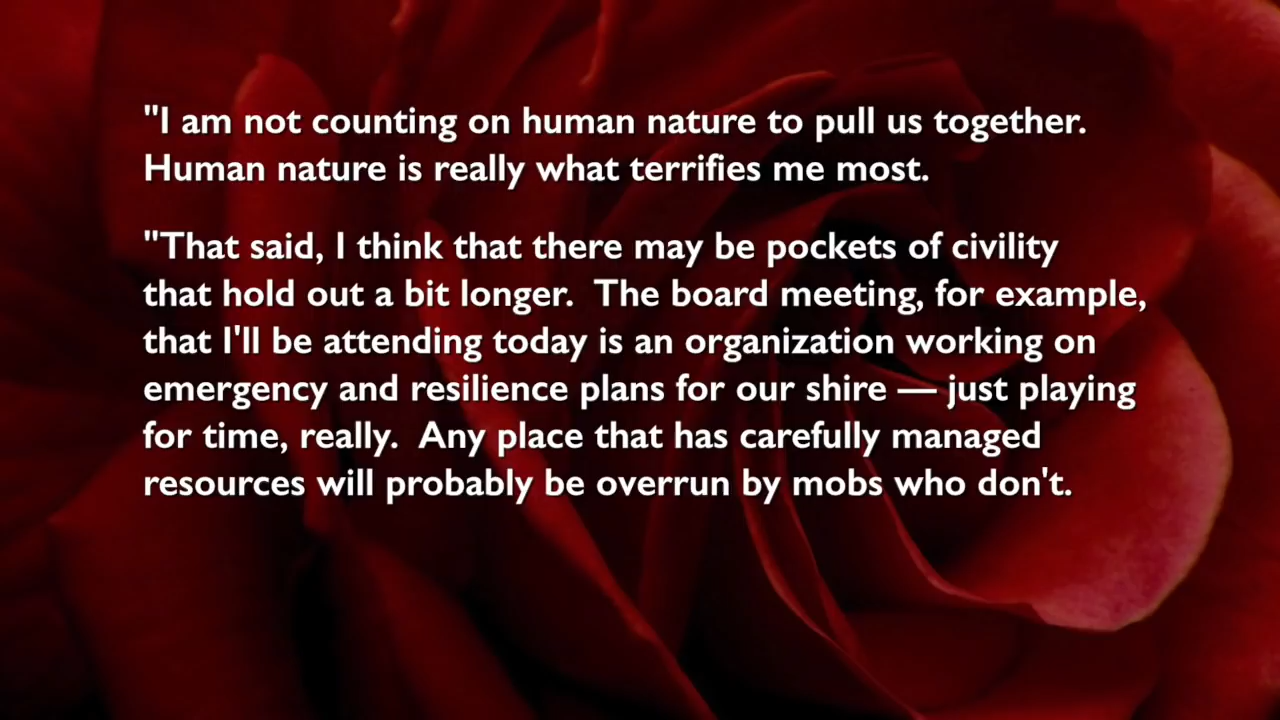 "I am not counting on human nature to pull us together.
Human nature is really what terrifies me most.
"That said, I think that there may be pockets of civility
that hold out a bit longer.  The board meeting, for example,
that I'll be attending today is an organization working on
emergency and resilience plans for our shire — just playing
for time, really.  Any place that has carefully managed
resources will probably be overrun by mobs who don't.